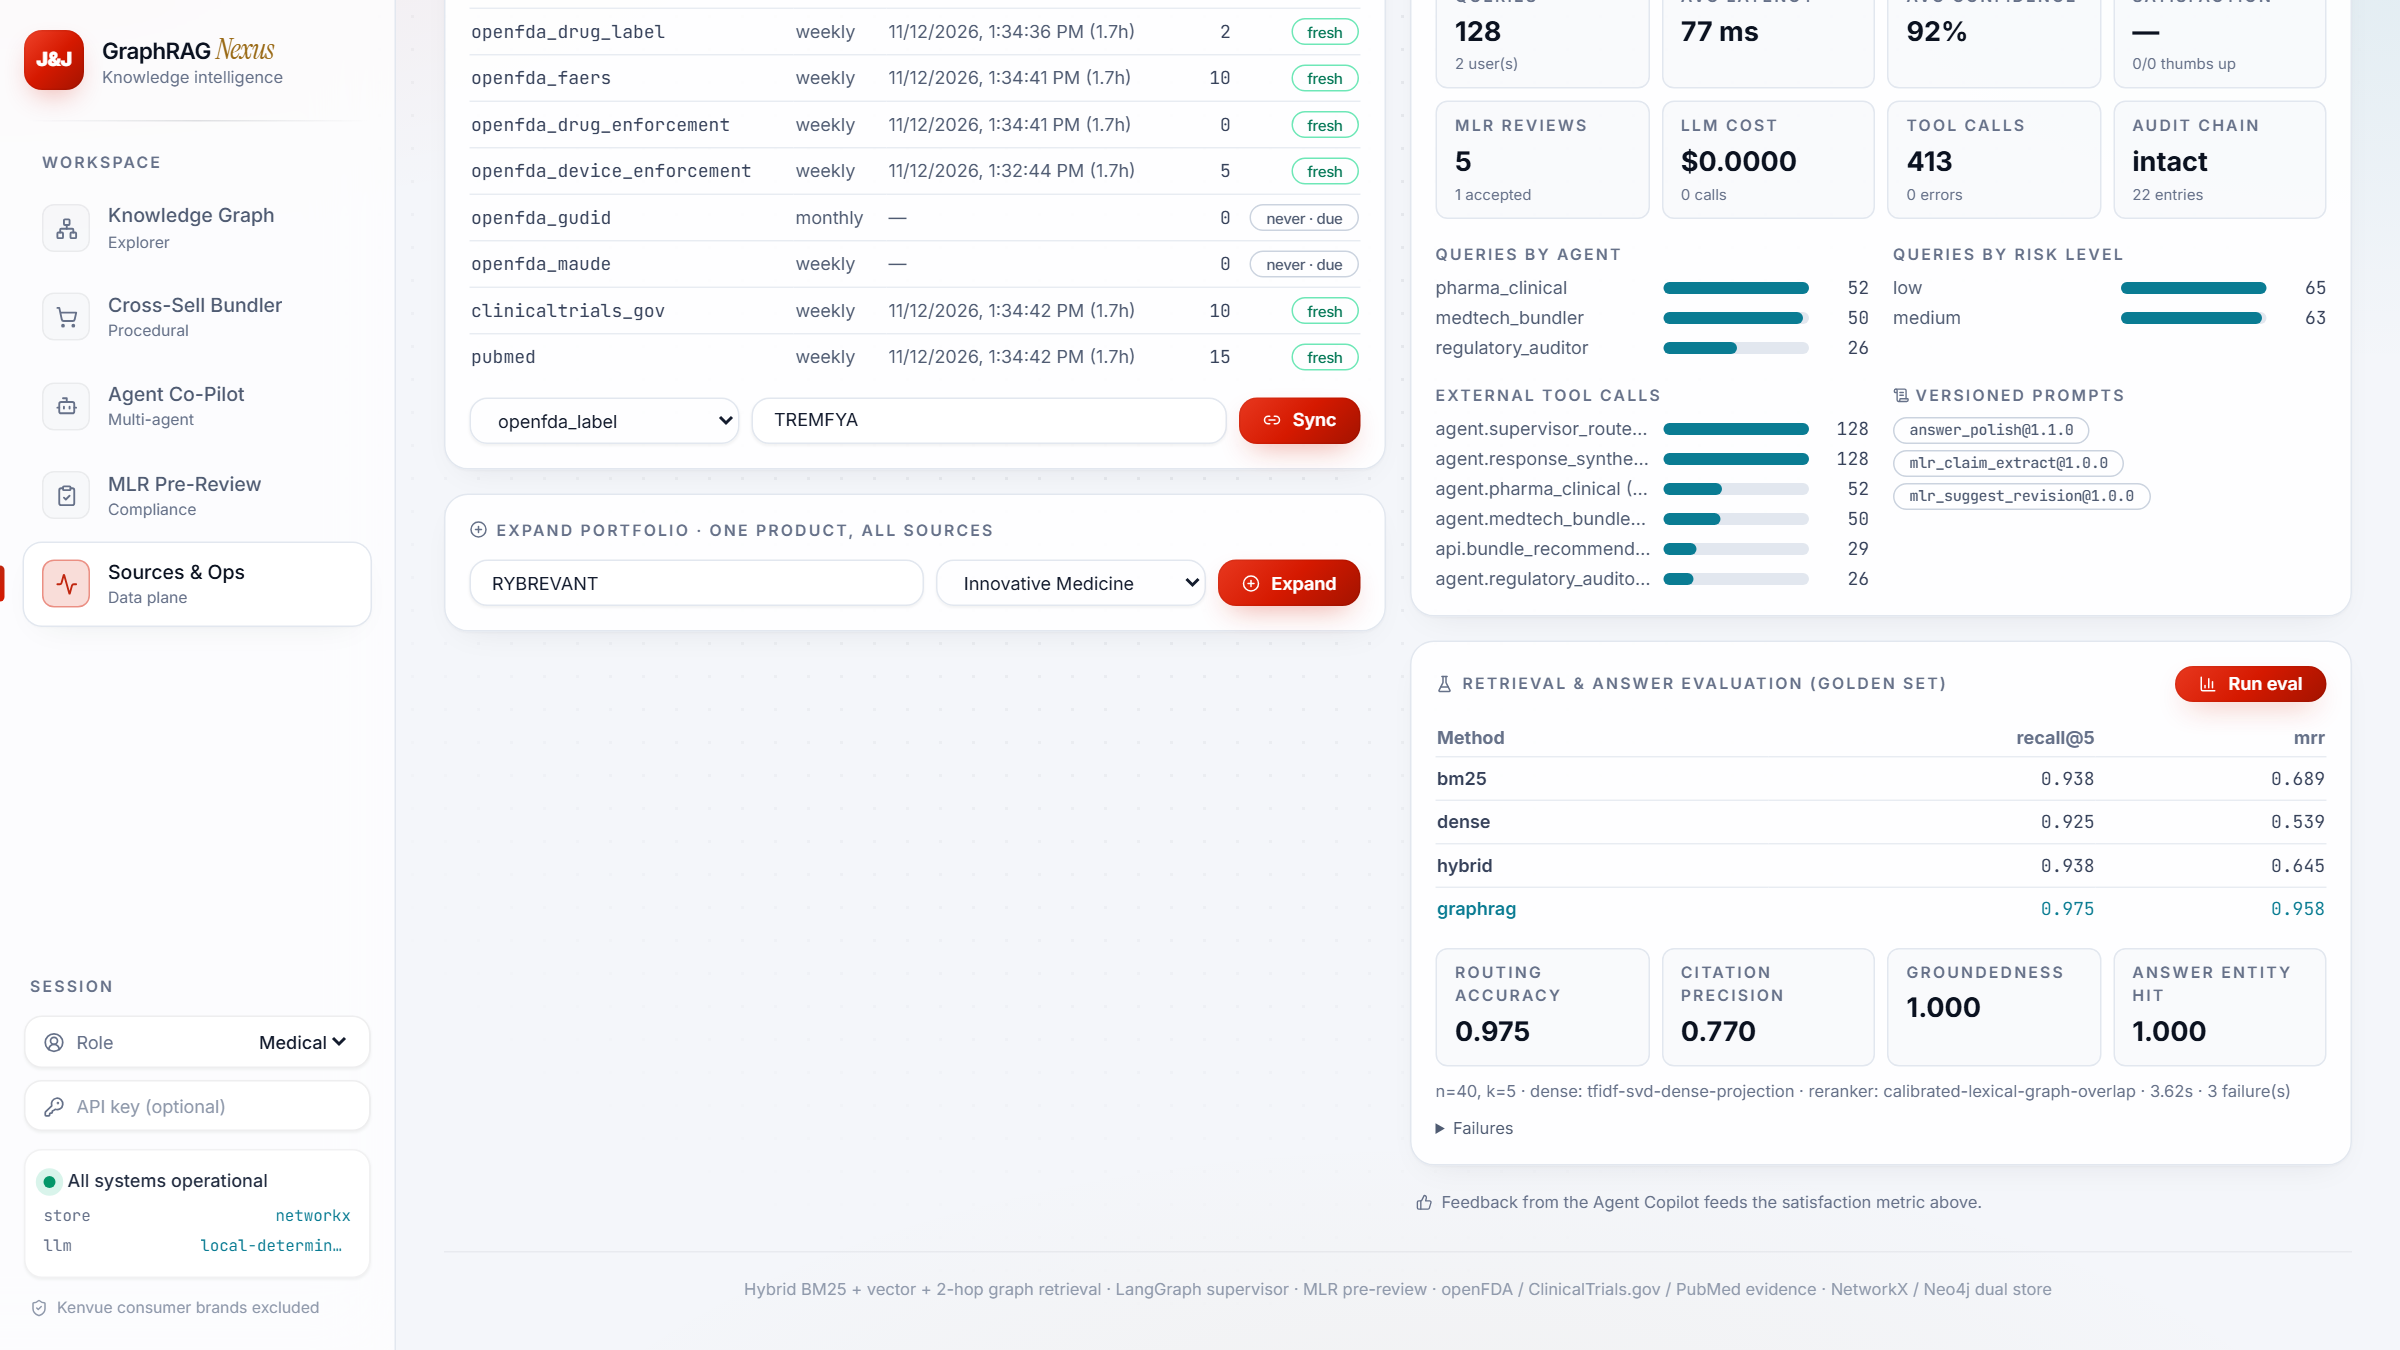 J&J
GraphRAG Nexus
Knowledge intelligence
WORKSPACE
Knowledge Graph
Explorer
Cross-Sell Bundler
Procedural
Agent Co-Pilot
Multi-agent
MLR Pre-Review
Compliance
Sources & Ops
Data plane
SESSION
Role Medical
API key (optional)
All systems operational
store networkx
llm local-determin…
Kenvue consumer brands excluded
openfda_drug_label weekly 11/12/2026, 1:34:36 PM (1.7h) 2 fresh
openfda_faers weekly 11/12/2026, 1:34:41 PM (1.7h) 10 fresh
openfda_drug_enforcement weekly 11/12/2026, 1:34:41 PM (1.7h) 0 fresh
openfda_device_enforcement weekly 11/12/2026, 1:32:44 PM (1.7h) 5 fresh
openfda_gudid monthly — 0 never · due
openfda_maude weekly — 0 never · due
clinicaltrials_gov weekly 11/12/2026, 1:34:42 PM (1.7h) 10 fresh
pubmed weekly 11/12/2026, 1:34:42 PM (1.7h) 15 fresh
openfda_label TREMFYA Sync
EXPAND PORTFOLIO · ONE PRODUCT, ALL SOURCES
RYBREVANT Innovative Medicine Expand
QUERIES AVG LATENCY AVG CONFIDENCE SATISFACTION
128 77 ms 92% —
2 user(s) 0/0 thumbs up
MLR REVIEWS LLM COST TOOL CALLS AUDIT CHAIN
5 $0.0000 413 intact
1 accepted 0 calls 0 errors 22 entries
QUERIES BY AGENT
pharma_clinical 52
medtech_bundler 50
regulatory_auditor 26
QUERIES BY RISK LEVEL
low 65
medium 63
EXTERNAL TOOL CALLS
agent.supervisor_route... 128
agent.response_synthe... 128
agent.pharma_clinical (... 52
agent.medtech_bundle... 50
api.bundle_recommend... 29
agent.regulatory_audito... 26
VERSIONED PROMPTS
answer_polish@1.1.0
mlr_claim_extract@1.0.0
mlr_suggest_revision@1.0.0
RETRIEVAL & ANSWER EVALUATION (GOLDEN SET) Run eval
Method recall@5 mrr
bm25 0.938 0.689
dense 0.925 0.539
hybrid 0.938 0.645
graphrag 0.975 0.958
ROUTING ACCURACY 0.975
CITATION PRECISION 0.770
GROUNDEDNESS 1.000
ANSWER ENTITY HIT 1.000
n=40, k=5 · dense: tfidf-svd-dense-projection · reranker: calibrated-lexical-graph-overlap · 3.62s · 3 failure(s)
Failures
Feedback from the Agent Copilot feeds the satisfaction metric above.
Hybrid BM25 + vector + 2-hop graph retrieval · LangGraph supervisor · MLR pre-review · openFDA / ClinicalTrials.gov / PubMed evidence · NetworkX / Neo4j dual store